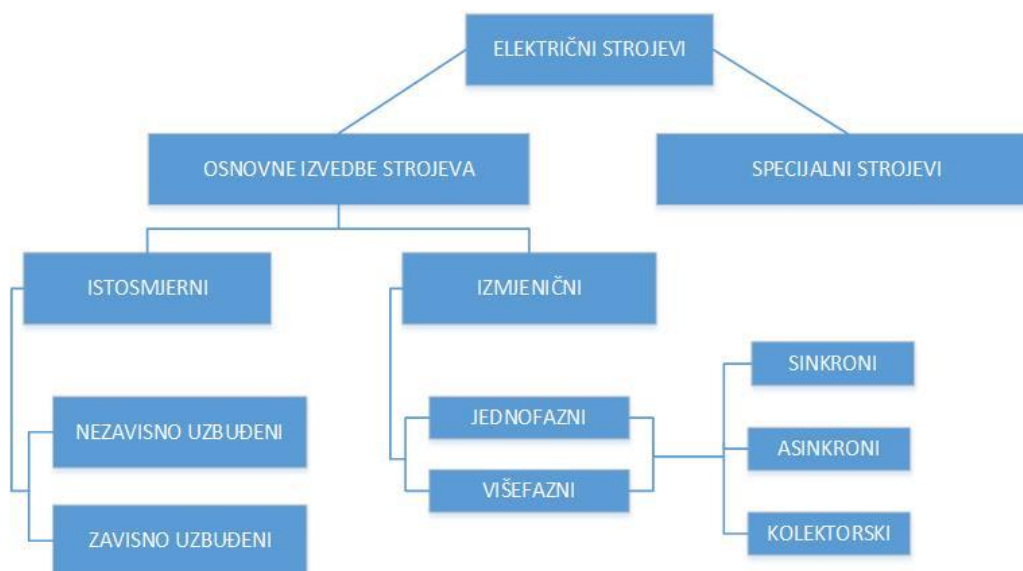 ELEKTRIČNI STROJEVI
OSNOVNE IZVEDBE STROJEVA
SPECIJALNI STROJEVI
ISTOSMJERNI
IZMJENIČNI
SINKRONI
NEZAVISNO UZBUĐENI
JEDNOFAZNI
ASINKRONI
VIŠEFAZNI
ZAVISNO UZBUĐENI
KOLEKTORSKI